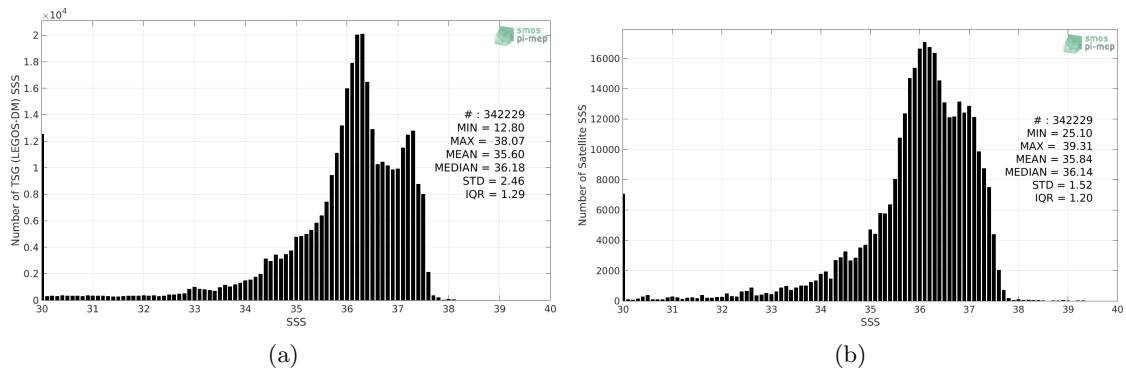 ×10⁴
2
1.8
1.6
1.4
1.2
1
0.8
0.6
0.4
0.2
0
Number of TSG (LEGOS-DM) SSS
30 31 32 33 34 35 36 37 38 39 40
SSS
smos
pi-mep
# : 342229
MIN = 12.80
MAX = 38.07
MEAN = 35.60
MEDIAN = 36.18
STD = 2.46
IQR = 1.29
(a)
16000
14000
12000
10000
8000
6000
4000
2000
0
Number of Satellite SSS
30 31 32 33 34 35 36 37 38 39 40
SSS
smos
pi-mep
# : 342229
MIN = 25.10
MAX = 39.31
MEAN = 35.84
MEDIAN = 36.14
STD = 1.52
IQR = 1.20
(b)